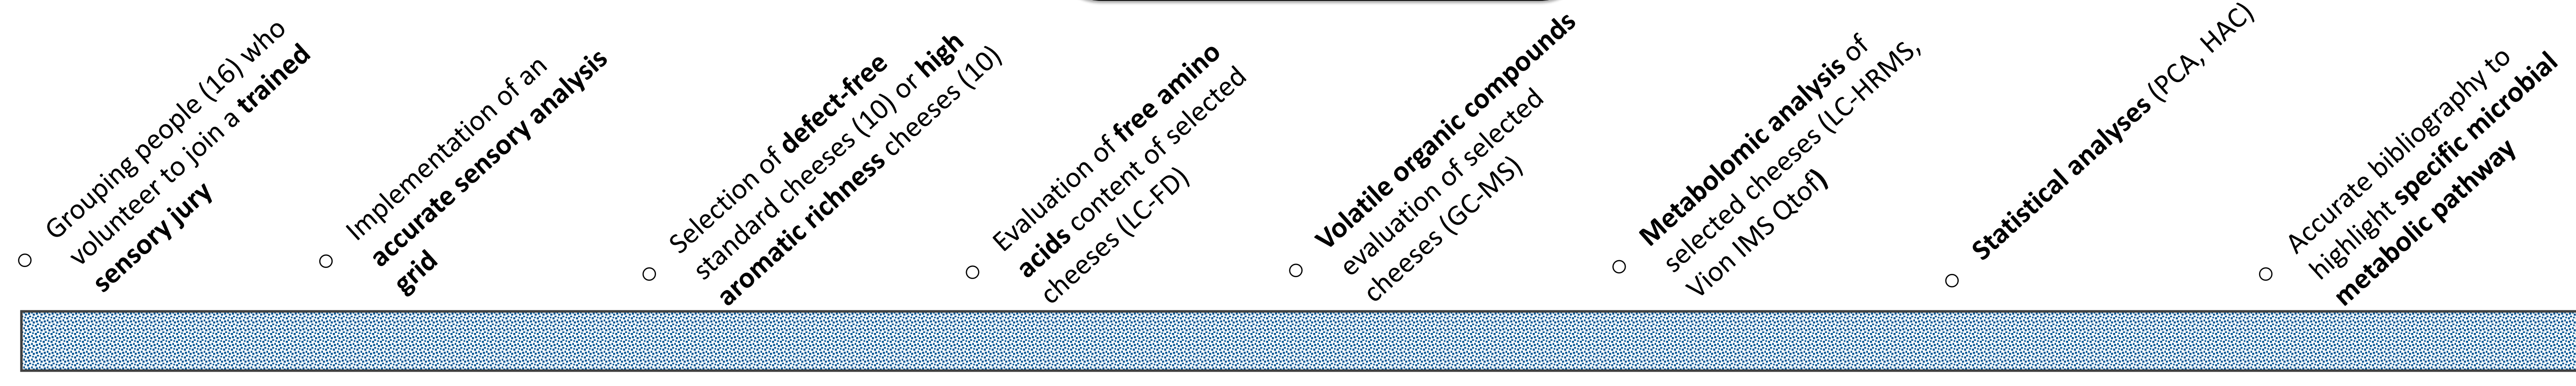 Grouping people (16) who
volunteer to join a trained
sensory jury
Implementation of an
accurate sensory analysis
grid
Selection of defect-free
standard cheeses (10) or high
aromatic richness cheeses (10)
Evaluation of free amino
acids content of selected
cheeses (LC-FD)
Volatile organic compounds
evaluation of selected
cheeses (GC-MS)
Metabolomic analysis of
selected cheeses (LC-HRMS,
Vion IMS Qtof)
Statistical analyses (PCA, HAC)
Accurate bibliography to
highlight specific microbial
metabolic pathway